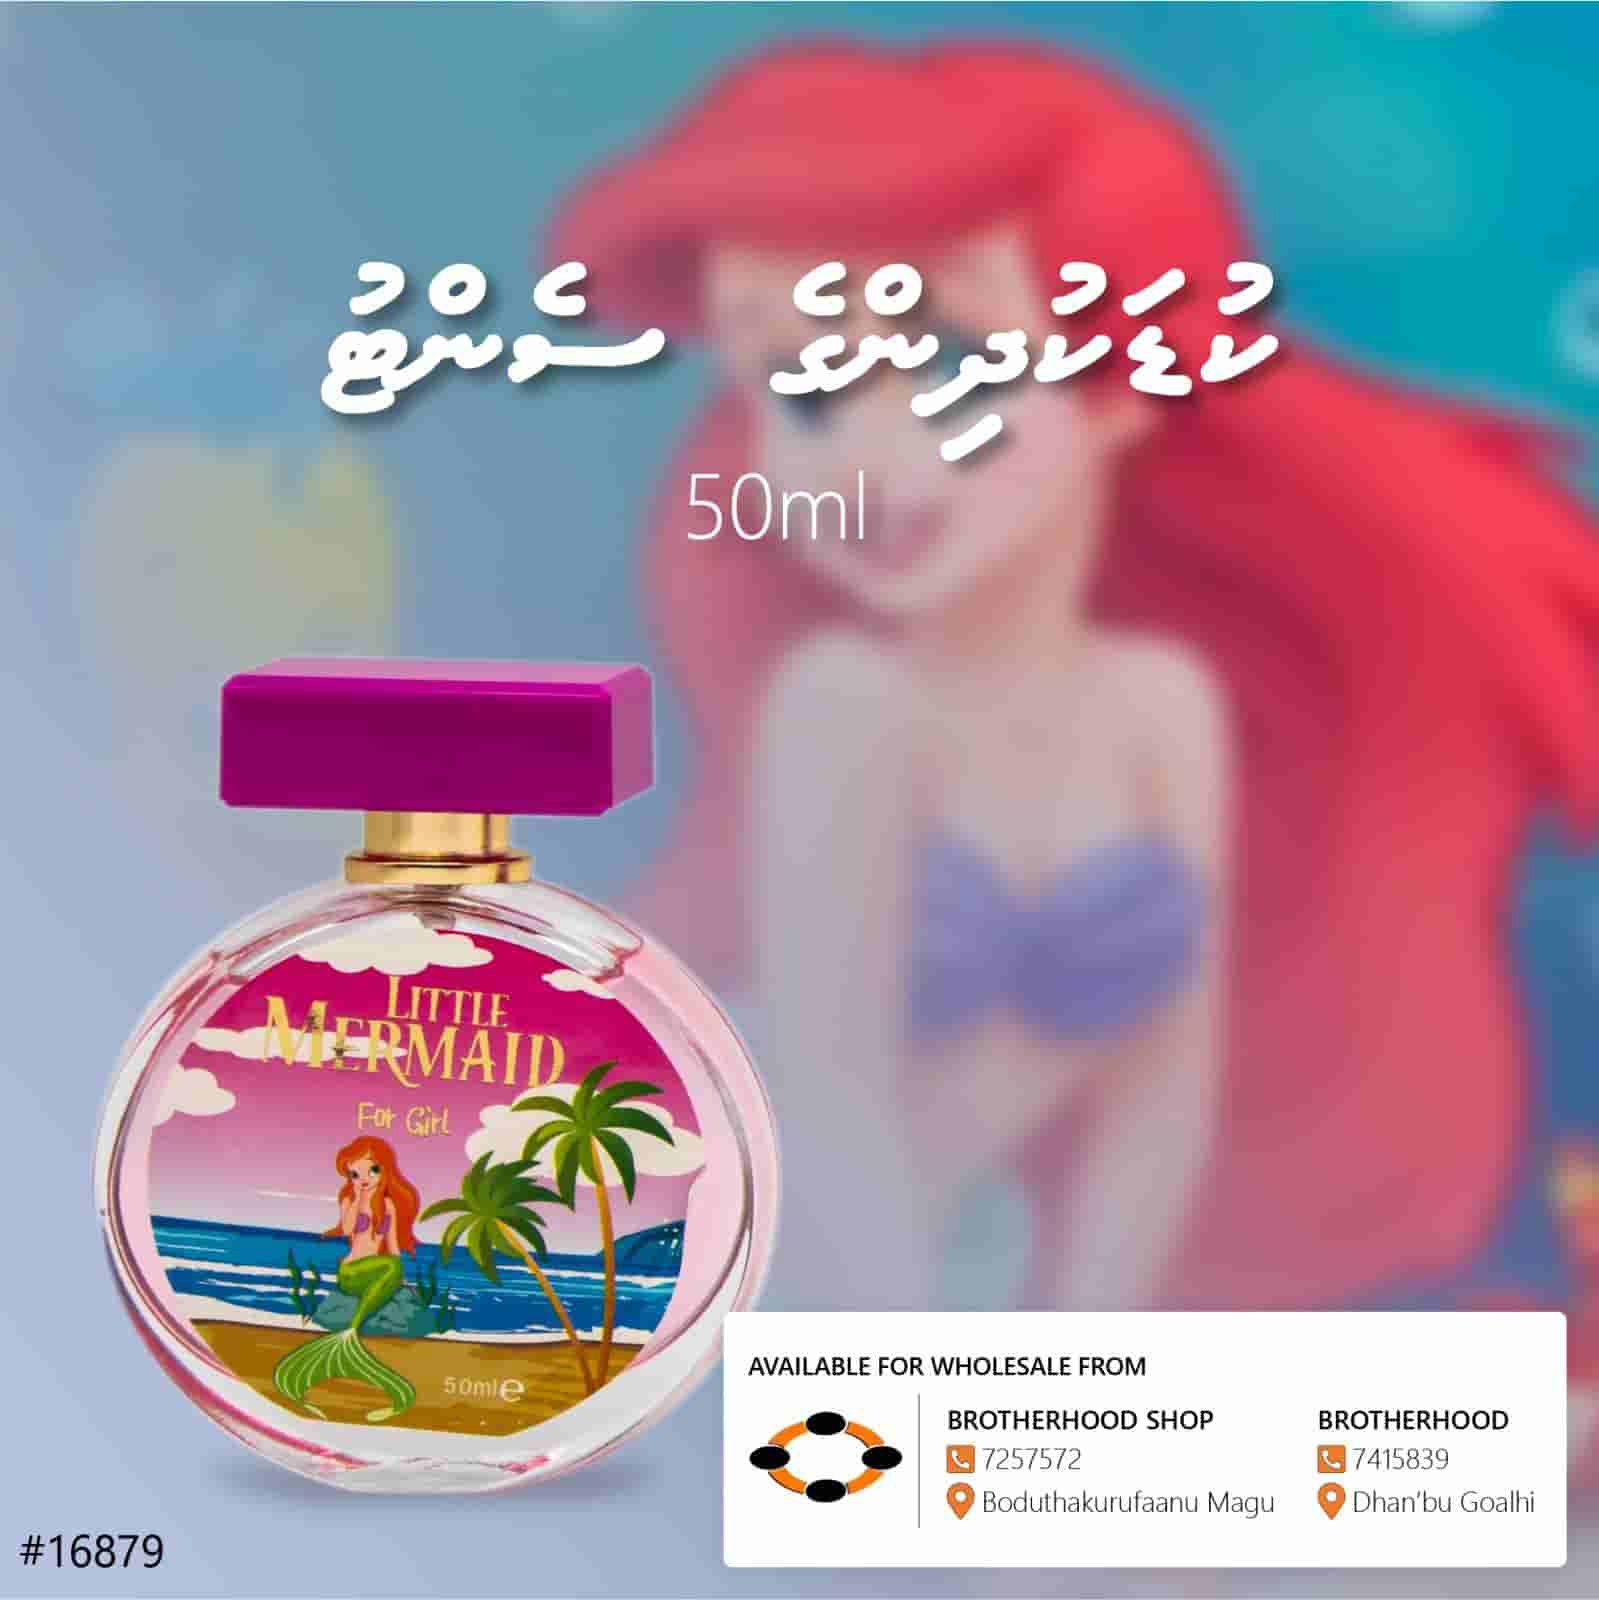 ކުޑަކުދިންގެ ސެންޓު
50ml
LITTLE
MERMAID
For Girl
50ml e
AVAILABLE FOR WHOLESALE FROM
BROTHERHOOD SHOP
7257572
Boduthakurufaanu Magu
BROTHERHOOD
7415839
Dhan'bu Goalhi
#16879